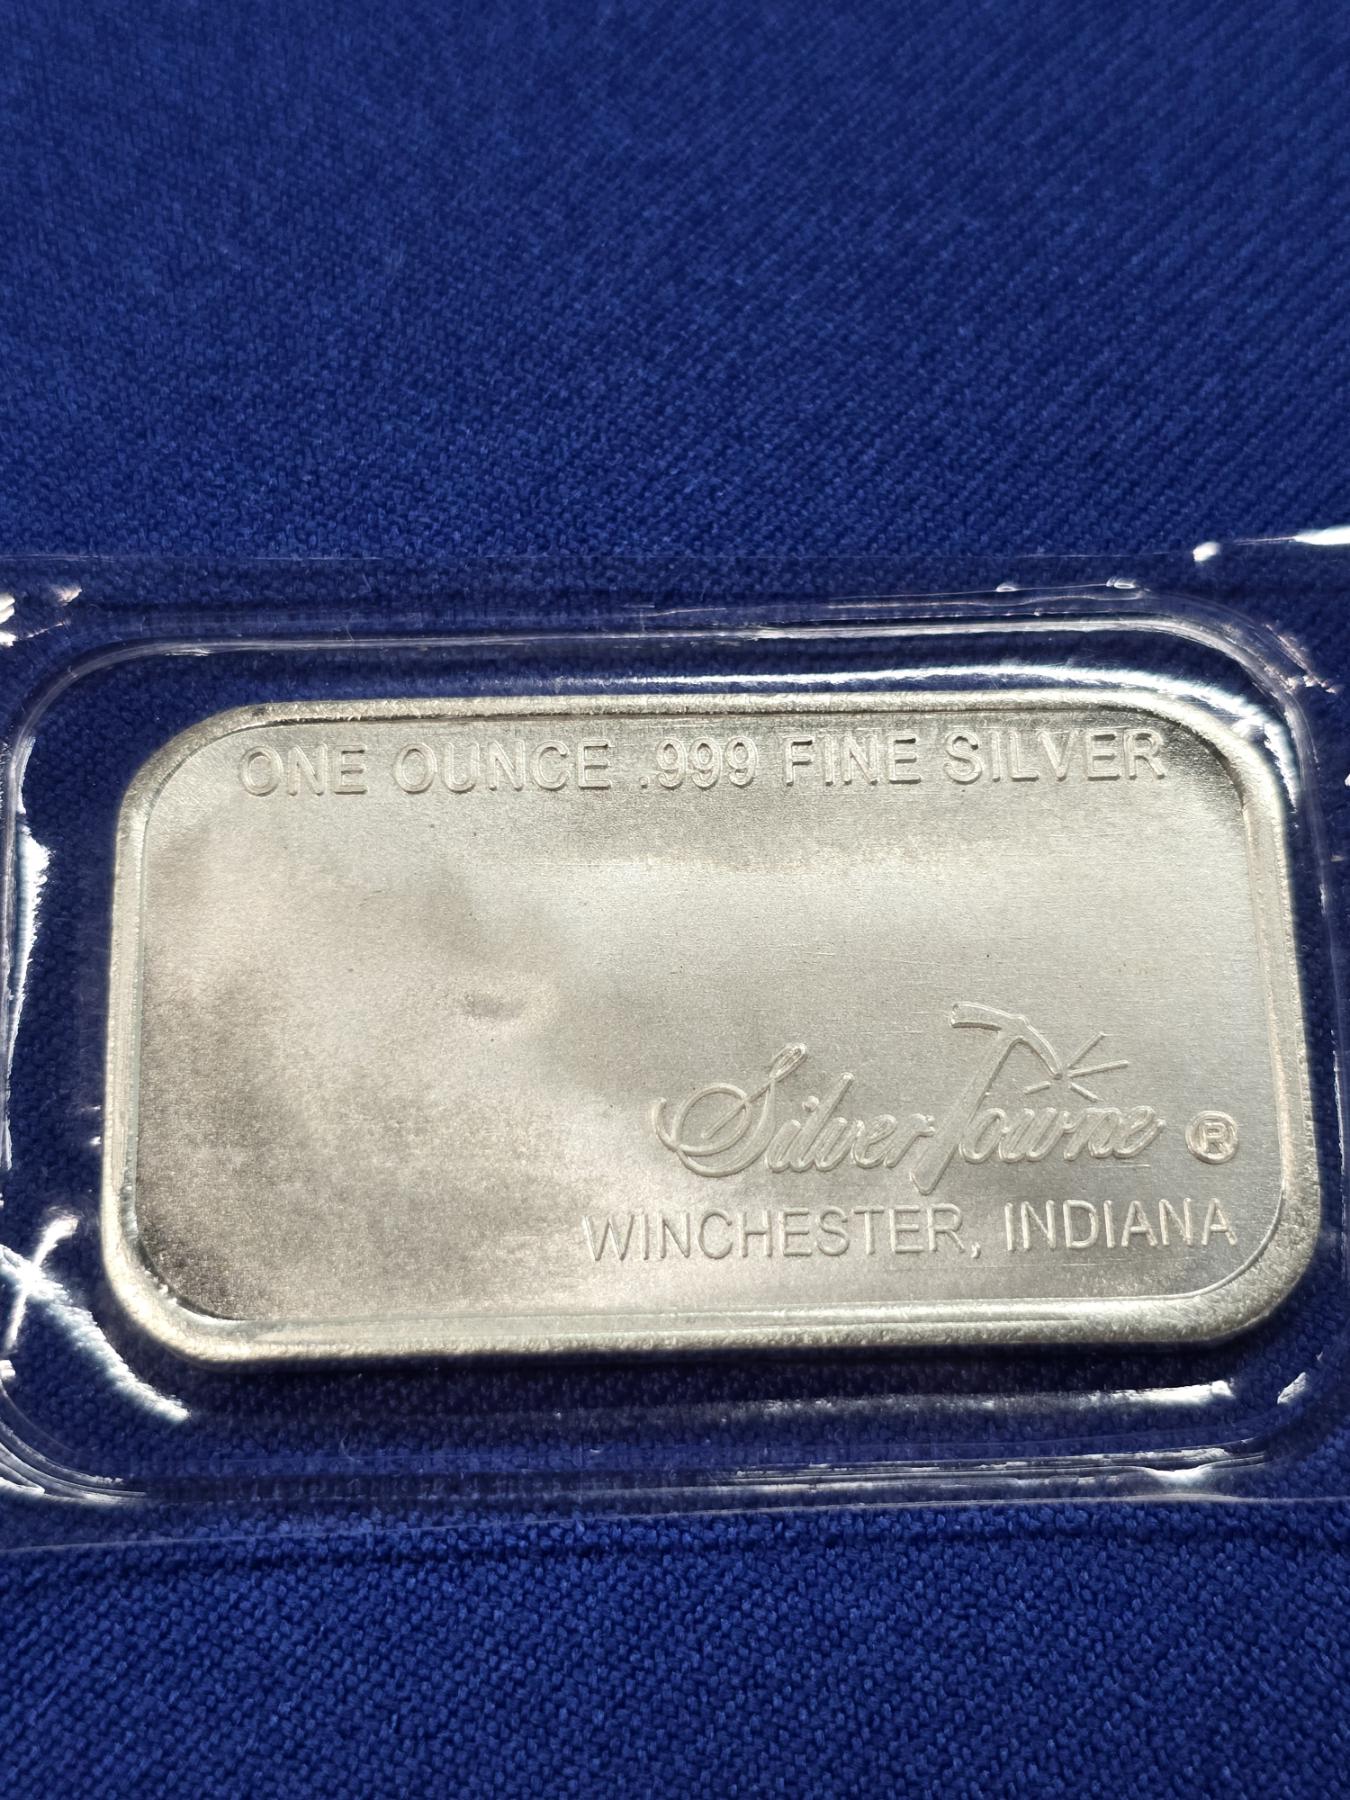 ONE OUNCE .999 FINE SILVER
SilverTowne ®
WINCHESTER, INDIANA